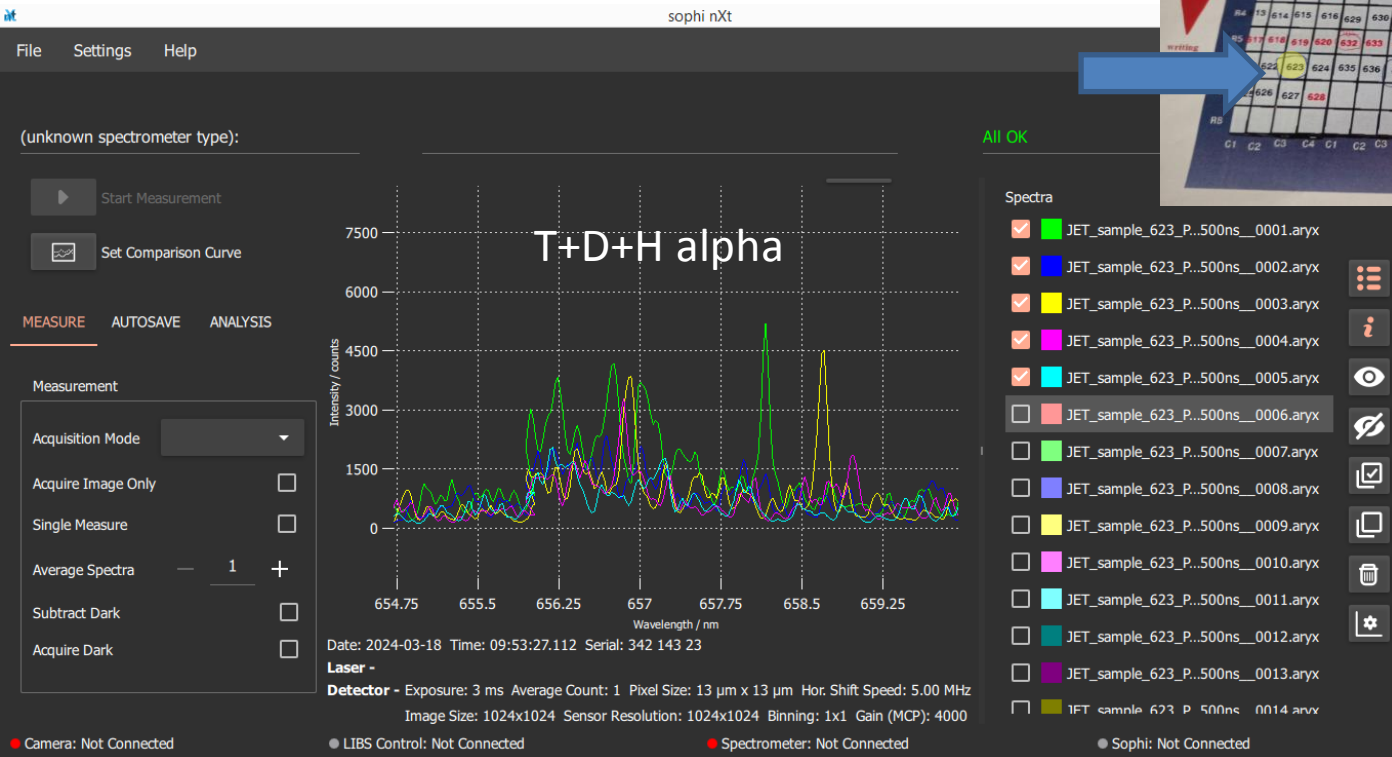 sophi nXt
File Settings Help
(unknown spectrometer type):
All OK
Start Measurement
Set Comparison Curve
MEASURE AUTOSAVE ANALYSIS
Measurement
Acquisition Mode
Acquire Image Only
Single Measure
Average Spectra — 1 +
Subtract Dark
Acquire Dark
T+D+H alpha
Intensity / counts
7500
6000
4500
3000
1500
0
654.75 655.5 656.25 657 657.75 658.5 659.25
Wavelength / nm
Date: 2024-03-18 Time: 09:53:27.112 Serial: 342 143 23
Laser -
Detector - Exposure: 3 ms Average Count: 1 Pixel Size: 13 µm x 13 µm Hor. Shift Speed: 5.00 MHz
Image Size: 1024x1024 Sensor Resolution: 1024x1024 Binning: 1x1 Gain (MCP): 4000
writing
R4 13 614 615 616 629 630
R5 617 618 619 620 632 633
622 623 624 635 636
626 627 628
R5
C1 C2 C3 C4 C1 C2 C3
Spectra
JET_sample_623_P...500ns__0001.aryx
JET_sample_623_P...500ns__0002.aryx
JET_sample_623_P...500ns__0003.aryx
JET_sample_623_P...500ns__0004.aryx
JET_sample_623_P...500ns__0005.aryx
JET_sample_623_P...500ns__0006.aryx
JET_sample_623_P...500ns__0007.aryx
JET_sample_623_P...500ns__0008.aryx
JET_sample_623_P...500ns__0009.aryx
JET_sample_623_P...500ns__0010.aryx
JET_sample_623_P...500ns__0011.aryx
JET_sample_623_P...500ns__0012.aryx
JET_sample_623_P...500ns__0013.aryx
JET_sample_623_P...500ns__0014.aryx
Camera: Not Connected LIBS Control: Not Connected Spectrometer: Not Connected Sophi: Not Connected